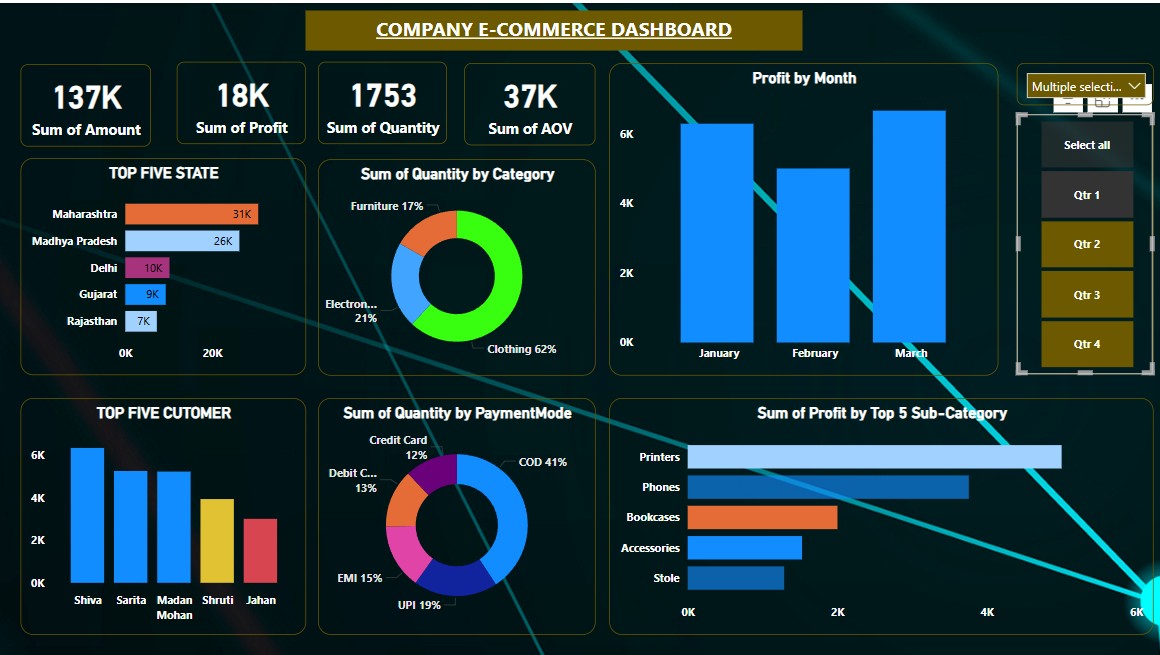 COMPANY E-COMMERCE DASHBOARD
137K
Sum of Amount
18K
Sum of Profit
1753
Sum of Quantity
37K
Sum of AOV
TOP FIVE STATE
Maharashtra
31K
Madhya Pradesh
26K
Delhi
10K
Gujarat
9K
Rajasthan
7K
0K
20K
Sum of Quantity by Category
Furniture 17%
Electron...
21%
Clothing 62%
Profit by Month
6K
4K
2K
0K
January
February
March
Multiple selecti...
Select all
Qtr 1
Qtr 2
Qtr 3
Qtr 4
TOP FIVE CUTOMER
6K
4K
2K
0K
Shiva
Sarita
Madan
Mohan
Shruti
Jahan
Sum of Quantity by PaymentMode
Credit Card
12%
COD 41%
Debit C...
13%
EMI 15%
UPI 19%
Sum of Profit by Top 5 Sub-Category
Printers
Phones
Bookcases
Accessories
Stole
0K
2K
4K
6K